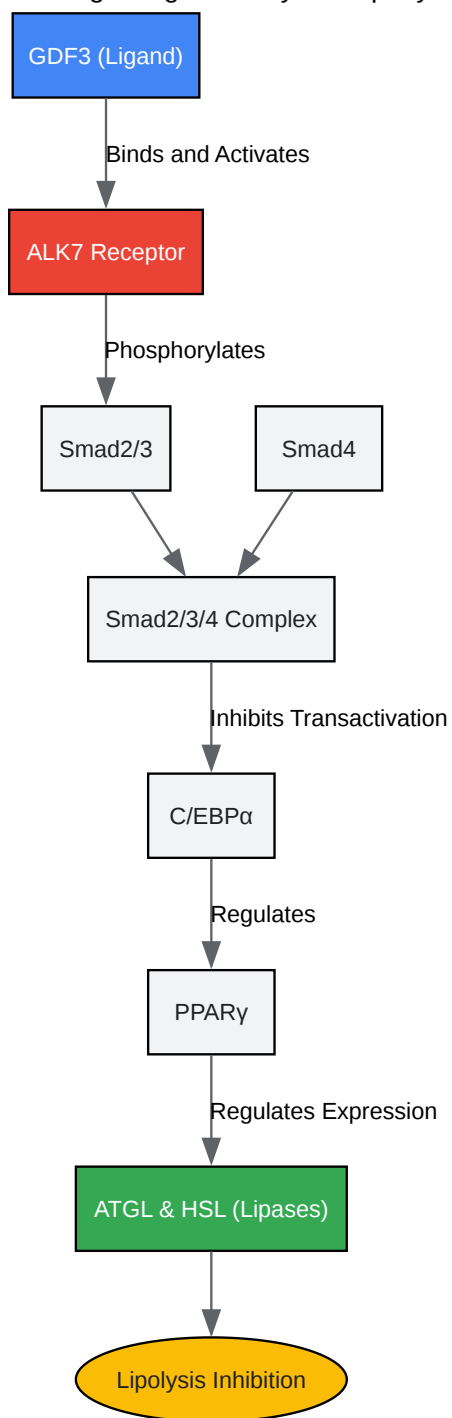 GDF3 (Ligand)
Binds and Activates
ALK7 Receptor
Phosphorylates
Smad2/3
Smad4
Smad2/3/4 Complex
Inhibits Transactivation
C/EBPα
Regulates
PPARγ
Regulates Expression
ATGL & HSL (Lipases)
Lipolysis Inhibition